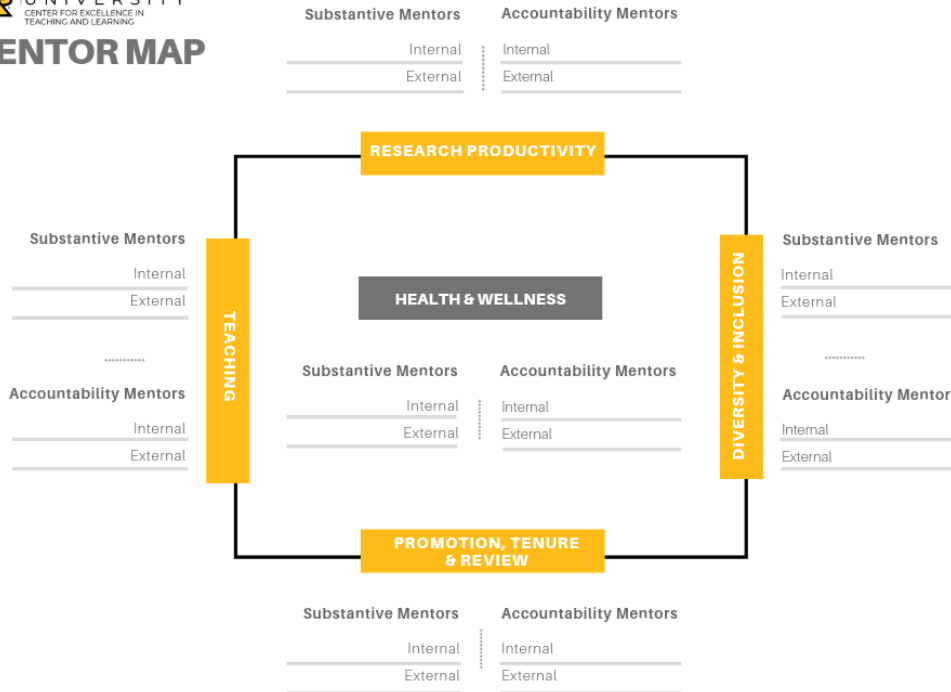 UNIVERSITY
CENTER FOR EXCELLENCE IN
TEACHING AND LEARNING
ENTOR MAP
Substantive Mentors
Internal
External
Accountability Mentors
Internal
External
RESEARCH PRODUCTIVITY
Substantive Mentors
Internal
External
Accountability Mentors
Internal
External
TEACHING
HEALTH & WELLNESS
Substantive Mentors
Internal
External
Accountability Mentors
Internal
External
DIVERSITY & INCLUSION
Substantive Mentors
Internal
External
Accountability Mentor
Internal
External
PROMOTION, TENURE
& REVIEW
Substantive Mentors
Internal
External
Accountability Mentors
Internal
External